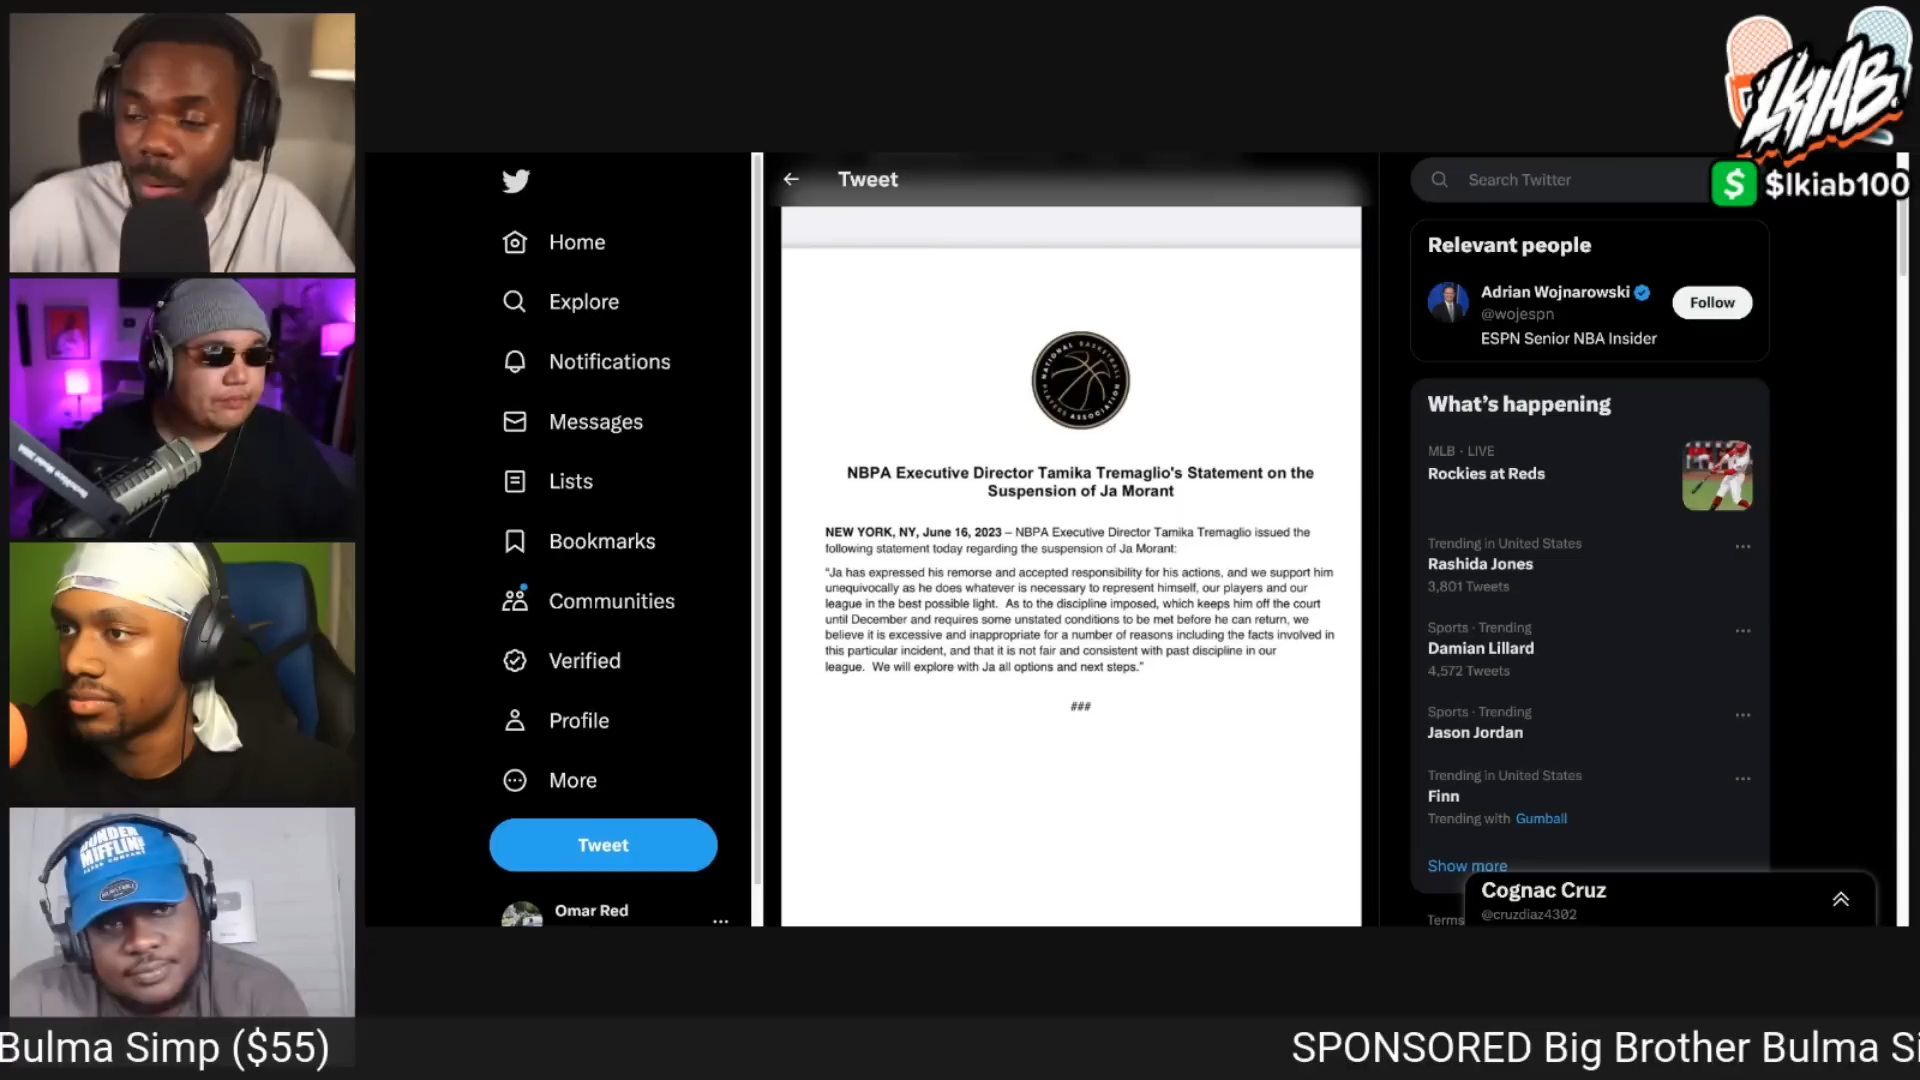 LKIAB
$lkiab100
DUNDER
MIFFLIN
PAPER COMPANY
Home
Explore
Notifications
Messages
Lists
Bookmarks
Communities
Verified
Profile
More
Tweet
Omar Red
Tweet
NATIONAL BASKETBALL
PLAYERS ASSOCIATION
NBPA Executive Director Tamika Tremaglio's Statement on the
Suspension of Ja Morant
NEW YORK, NY, June 16, 2023 – NBPA Executive Director Tamika Tremaglio issued the
following statement today regarding the suspension of Ja Morant:
"Ja has expressed his remorse and accepted responsibility for his actions, and we support him
unequivocally as he does whatever is necessary to represent himself, our players and our
league in the best possible light. As to the discipline imposed, which keeps him off the court
until December and requires some unstated conditions to be met before he can return, we
believe it is excessive and inappropriate for a number of reasons including the facts involved in
this particular incident, and that it is not fair and consistent with past discipline in our
league. We will explore with Ja all options and next steps."
###
Search Twitter
Relevant people
Adrian Wojnarowski
@wojespn
Follow
ESPN Senior NBA Insider
What's happening
MLB · LIVE
Rockies at Reds
Trending in United States
Rashida Jones
3,801 Tweets
Sports · Trending
Damian Lillard
4,572 Tweets
Sports · Trending
Jason Jordan
Trending in United States
Finn
Trending with Gumball
Show more
Terms
Cognac Cruz
@cruzdiaz4302
Bulma Simp ($55)
SPONSORED Big Brother Bulma Si